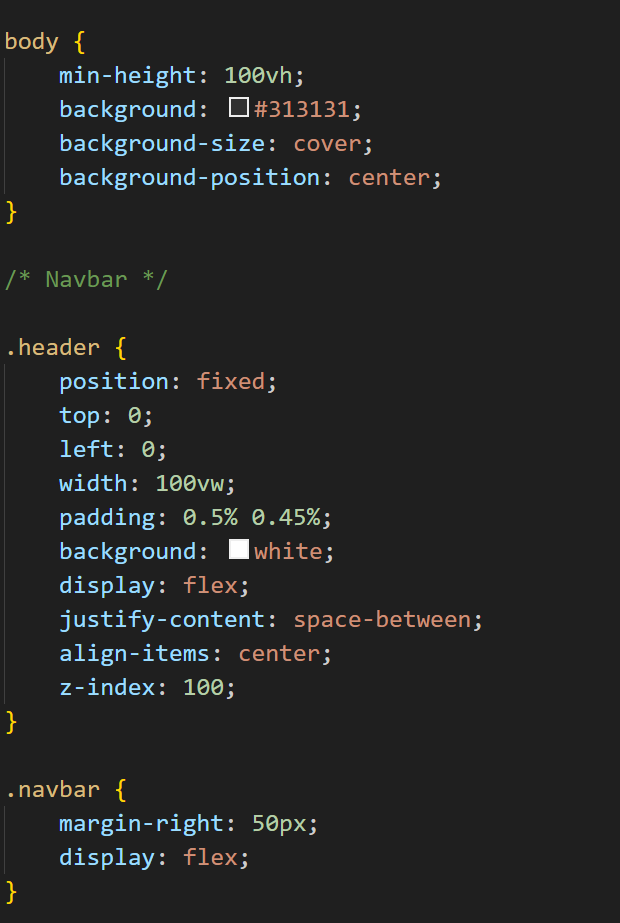 body {
    min-height: 100vh;
    background: #313131;
    background-size: cover;
    background-position: center;
}
/* Navbar */
.header {
    position: fixed;
    top: 0;
    left: 0;
    width: 100vw;
    padding: 0.5% 0.45%;
    background: white;
    display: flex;
    justify-content: space-between;
    align-items: center;
    z-index: 100;
}
.navbar {
    margin-right: 50px;
    display: flex;
}